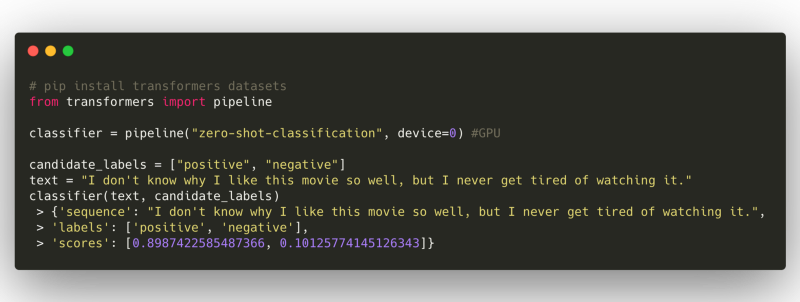 # pip install transformers datasets
from transformers import pipeline
classifier = pipeline("zero-shot-classification", device=0) #GPU
candidate_labels = ["positive", "negative"]
text = "I don't know why I like this movie so well, but I never get tired of watching it."
classifier(text, candidate_labels)
> {'sequence': "I don't know why I like this movie so well, but I never get tired of watching it.",
> 'labels': ['positive', 'negative'],
> 'scores': [0.8987422585487366, 0.10125774145126343]}